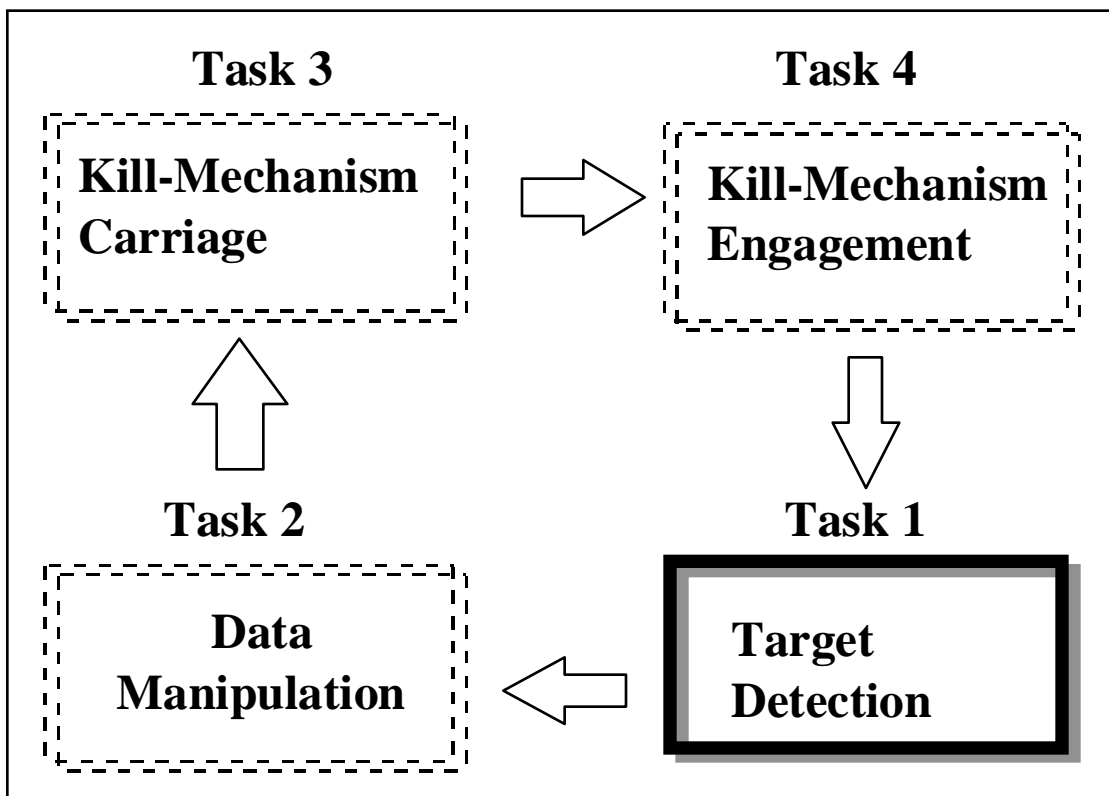 Task 3
Kill-Mechanism
Carriage
Task 4
Kill-Mechanism
Engagement
Task 2
Data
Manipulation
Task 1
Target
Detection